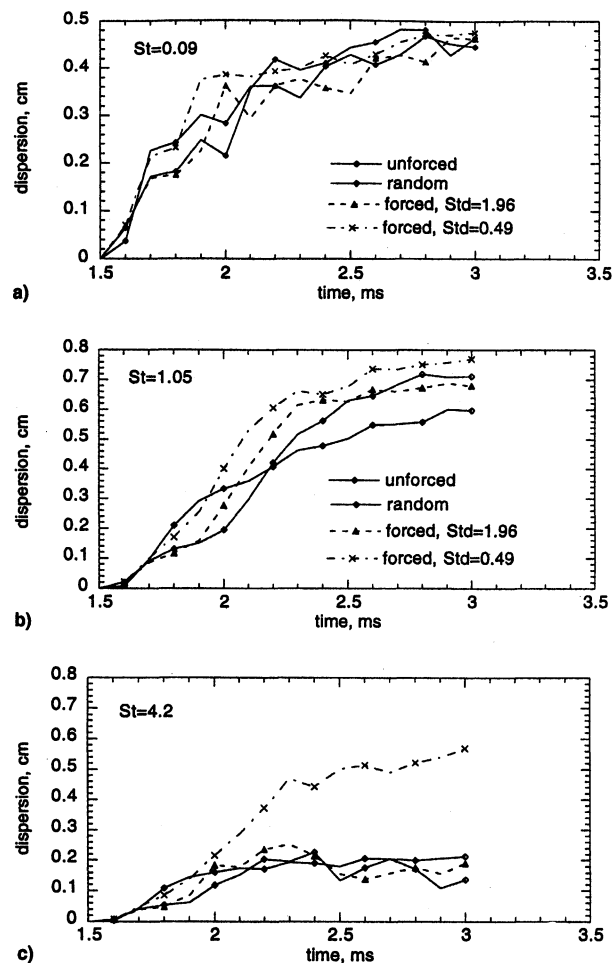 0.5
St=0.09
0.4
0.3
0.2
0.1
0
dispersion, cm
unforced
random
forced, Std=1.96
forced, Std=0.49
1.5 2 2.5 3 3.5
time, ms
a)
0.8
St=1.05
0.7
0.6
0.5
0.4
0.3
0.2
0.1
0
dispersion, cm
unforced
random
forced, Std=1.96
forced, Std=0.49
1.5 2 2.5 3 3.5
time, ms
b)
0.8
St=4.2
0.7
0.6
0.5
0.4
0.3
0.2
0.1
0
dispersion, cm
1.5 2 2.5 3 3.5
time, ms
c)